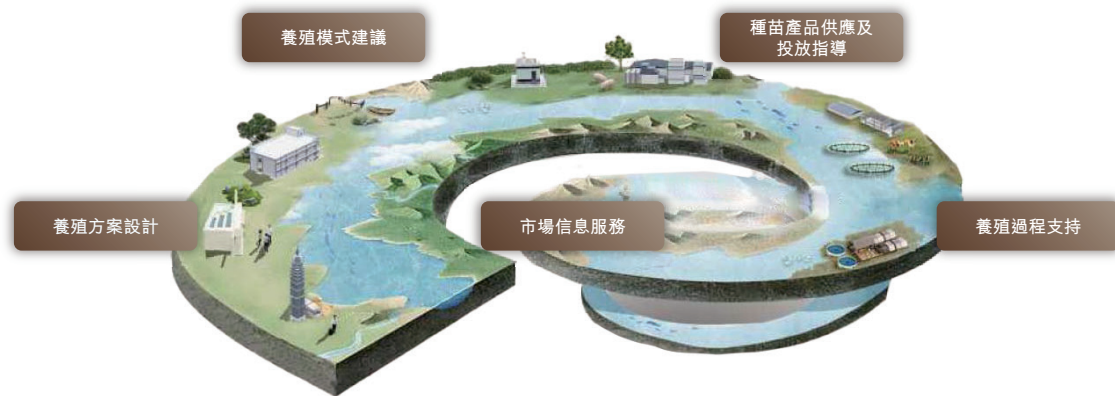 養殖模式建議
種苗產品供應及
投放指導
養殖方案設計
市場信息服務
養殖過程支持